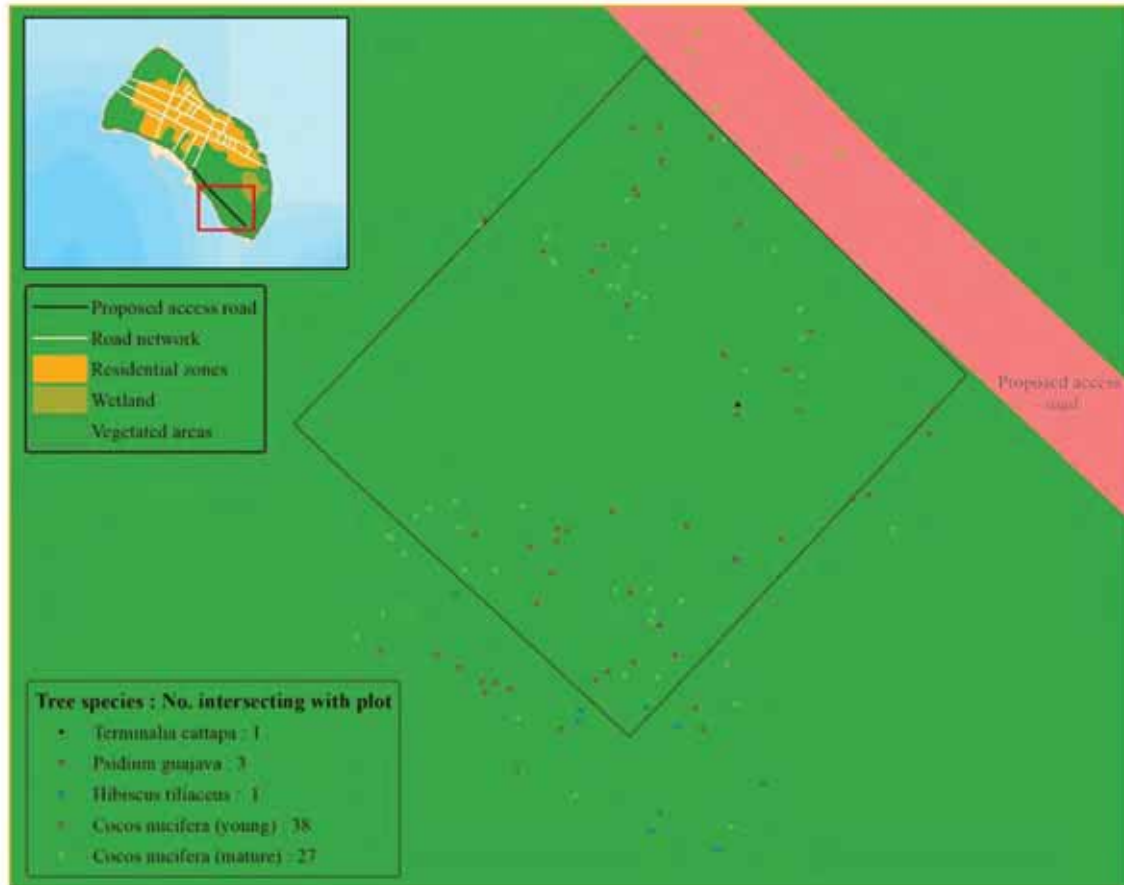 Proposed access road
Road network
Residential zones
Wetland
Vegetated areas
Proposed access
road
Tree species : No. intersecting with plot
Terminalia cattapa : 1
Psidium guajava : 3
Hibiscus tiliaceus : 1
Cocos nucifera (young) : 38
Cocos nucifera (mature) : 27